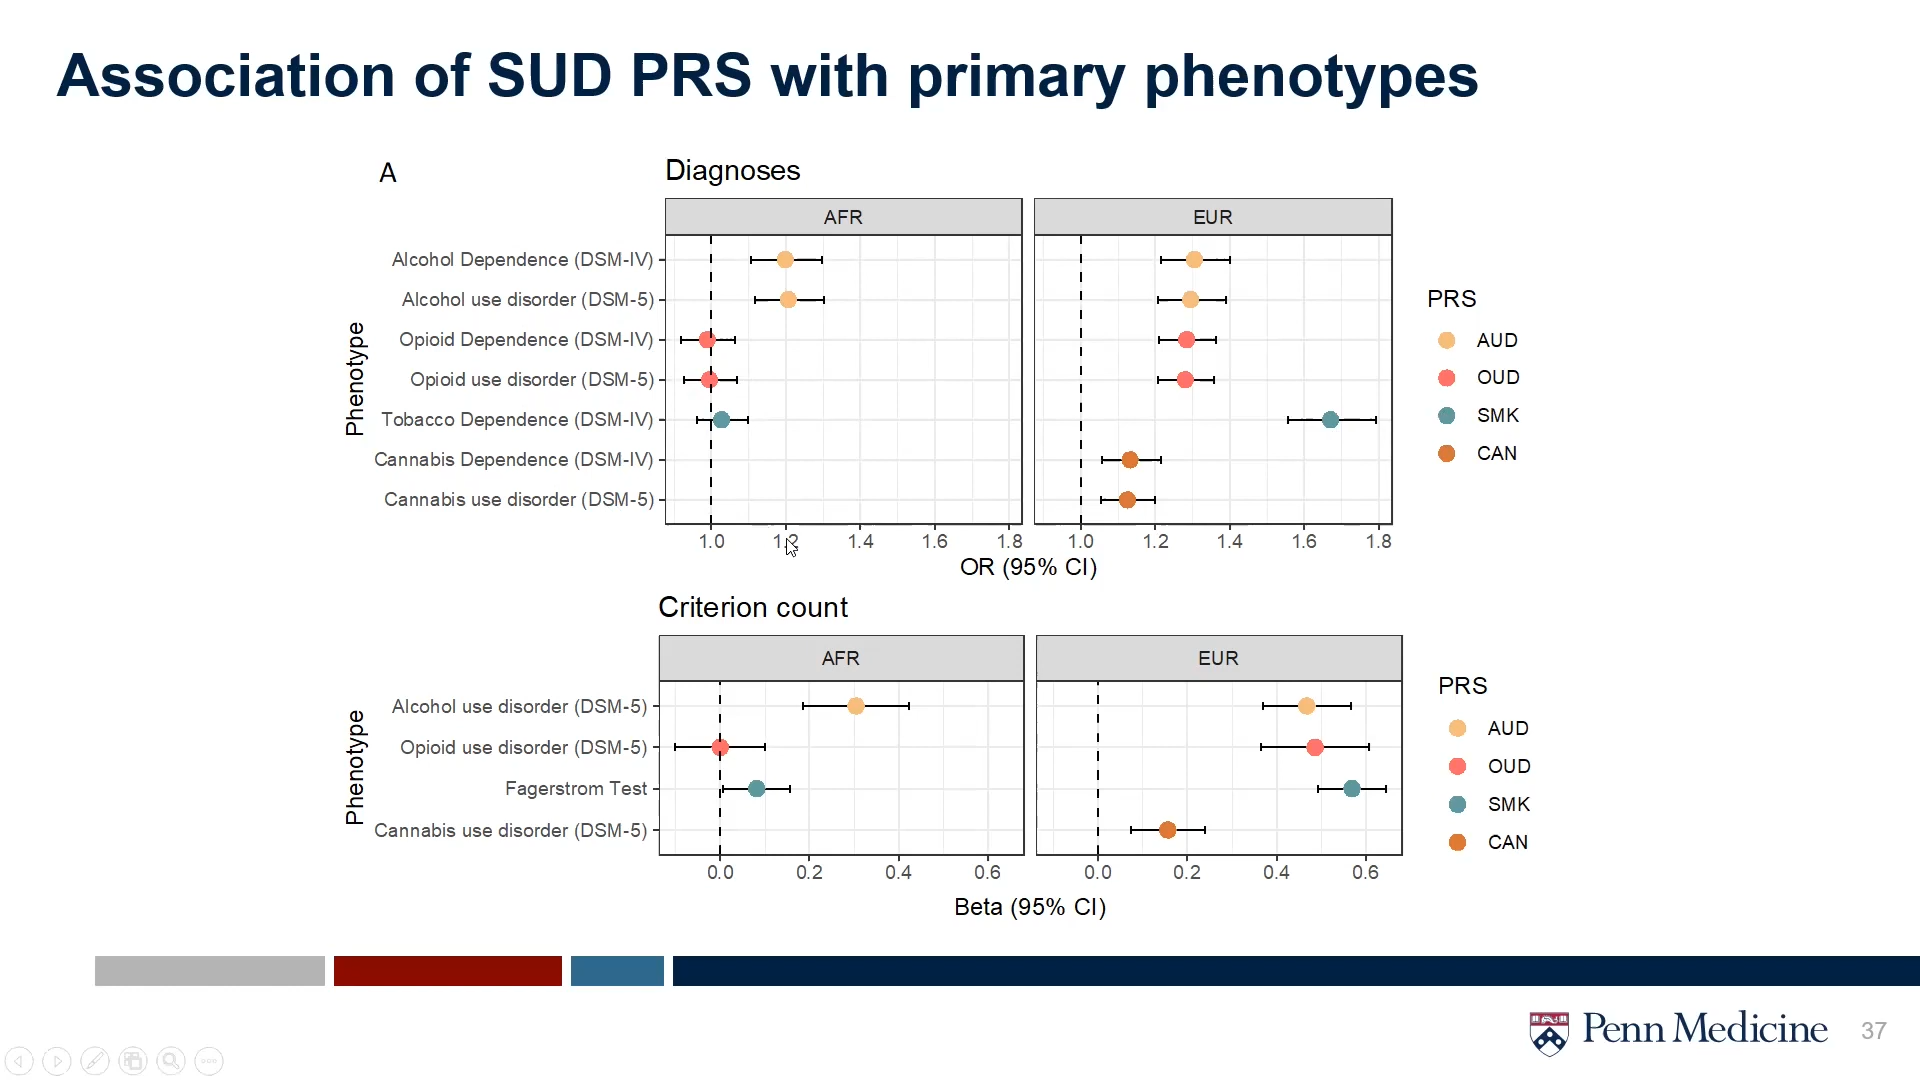 Association of SUD PRS with primary phenotypes
A
Diagnoses
AFR
EUR
Phenotype
Alcohol Dependence (DSM-IV)
Alcohol use disorder (DSM-5)
Opioid Dependence (DSM-IV)
Opioid use disorder (DSM-5)
Tobacco Dependence (DSM-IV)
Cannabis Dependence (DSM-IV)
Cannabis use disorder (DSM-5)
1.0 1.2 1.4 1.6 1.8
1.0 1.2 1.4 1.6 1.8
OR (95% CI)
PRS
AUD
OUD
SMK
CAN
Criterion count
AFR
EUR
Phenotype
Alcohol use disorder (DSM-5)
Opioid use disorder (DSM-5)
Fagerstrom Test
Cannabis use disorder (DSM-5)
0.0 0.2 0.4 0.6
0.0 0.2 0.4 0.6
Beta (95% CI)
PRS
AUD
OUD
SMK
CAN
Penn Medicine
37